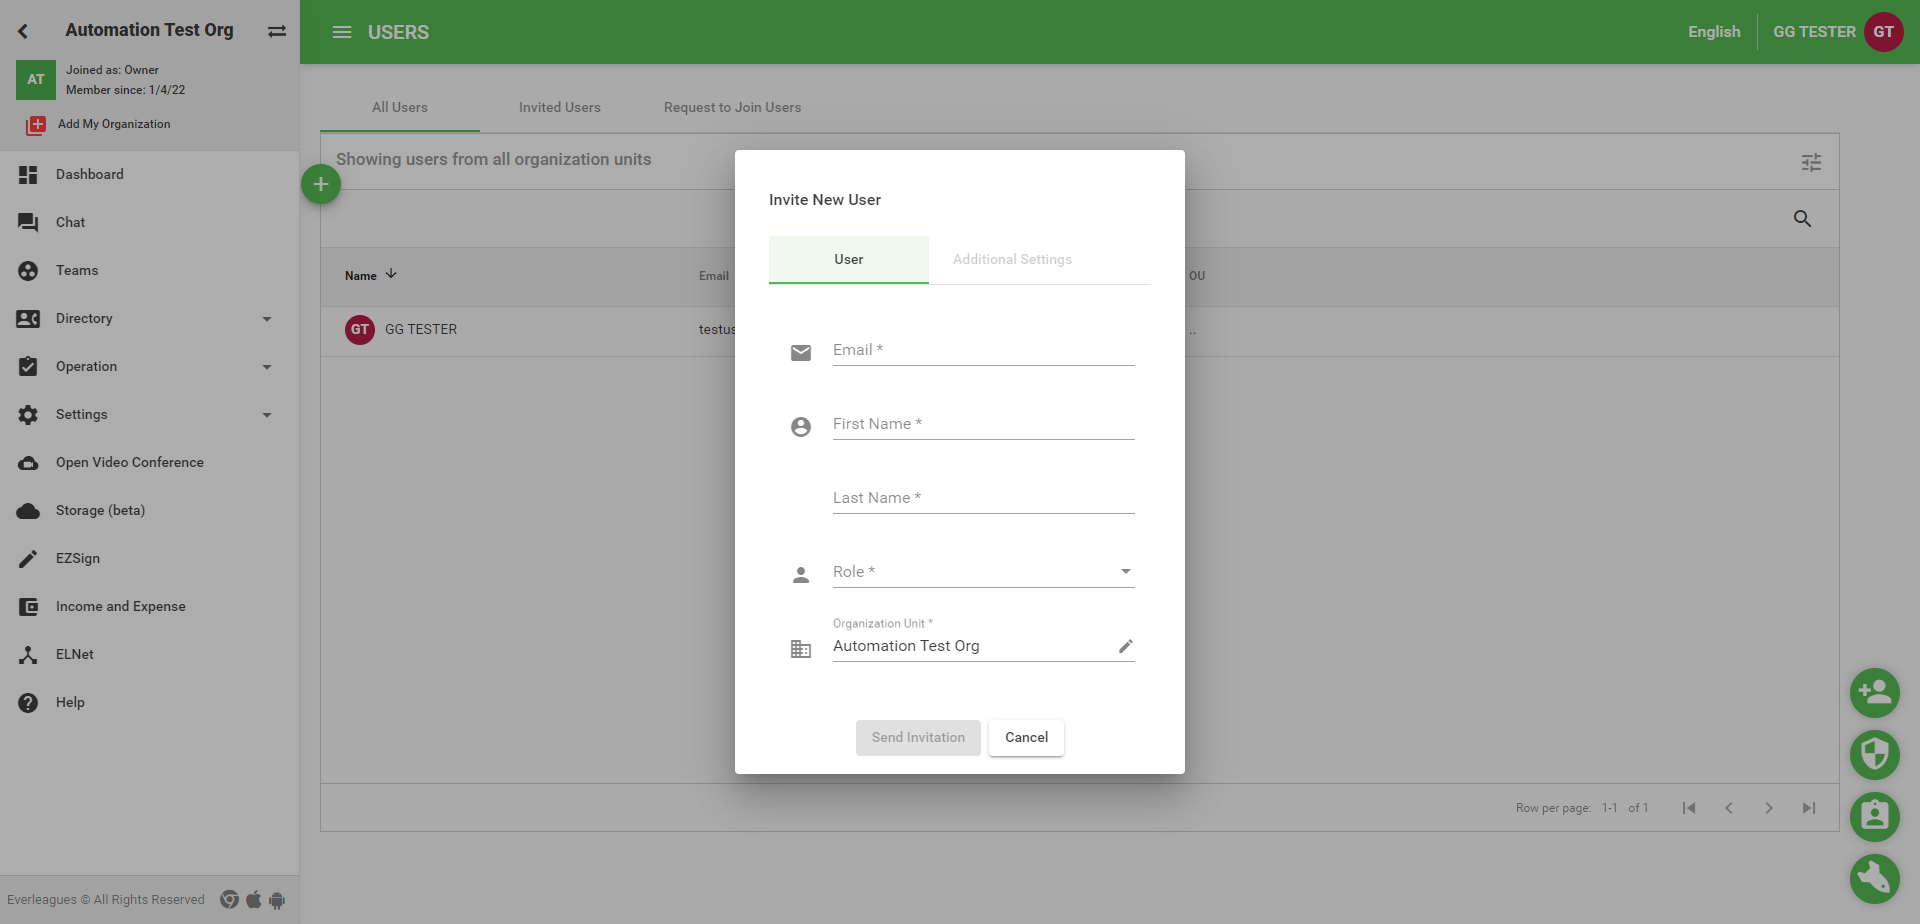 Automation Test Org
AT
Joined as: Owner
Member since: 1/4/22
Add My Organization
Dashboard
Chat
Teams
Directory
Operation
Settings
Open Video Conference
Storage (beta)
EZSign
Income and Expense
ELNet
Help
Everleagues © All Rights Reserved
USERS
English
GG TESTER
GT
All Users
Invited Users
Request to Join Users
Showing users from all organization units
Name
Email
OU
GT
GG TESTER
testus
..
Row per page: 1-1 of 1
Invite New User
User
Additional Settings
Email *
First Name *
Last Name *
Role *
Organization Unit *
Automation Test Org
Send Invitation
Cancel